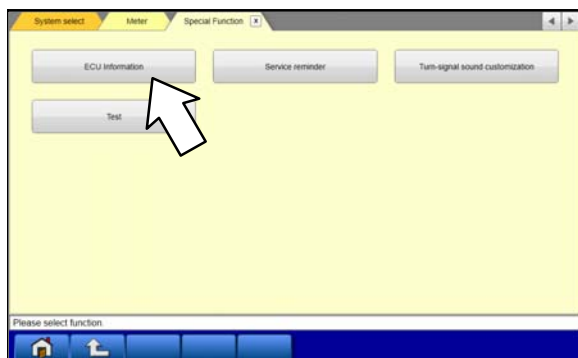 System select Meter Special Function x
ECU Information Service reminder Turn-signal sound customization
Test
Please select function.